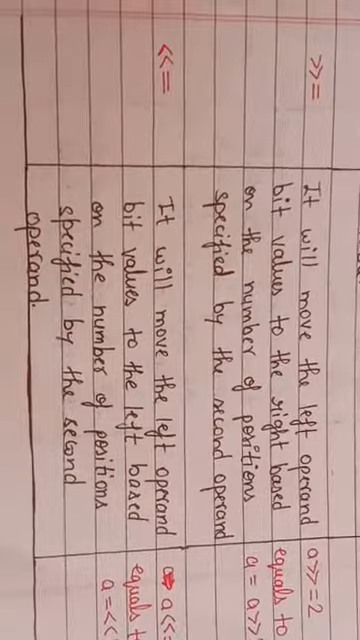 >>=
It will move the left operand
bit values to the right based
on the number of positions
specified by the second operand
a>>=2
equals to
a = a>>
<<=
It will move the left operand
bit values to the left based
on the number of positions
specified by the second
operand.
a<<=
equals t
a=<<